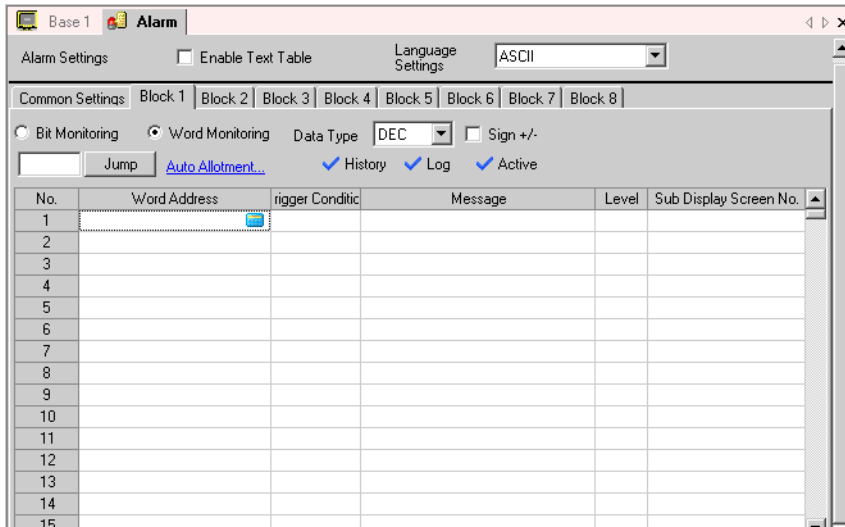 Base 1 Alarm
Alarm Settings Enable Text Table Language Settings ASCII
Common Settings Block 1 Block 2 Block 3 Block 4 Block 5 Block 6 Block 7 Block 8
Bit Monitoring Word Monitoring Data Type DEC Sign +/-
Jump Auto Allotment... History Log Active
No. Word Address rigger Conditic Message Level Sub Display Screen No.
1
2
3
4
5
6
7
8
9
10
11
12
13
14
15